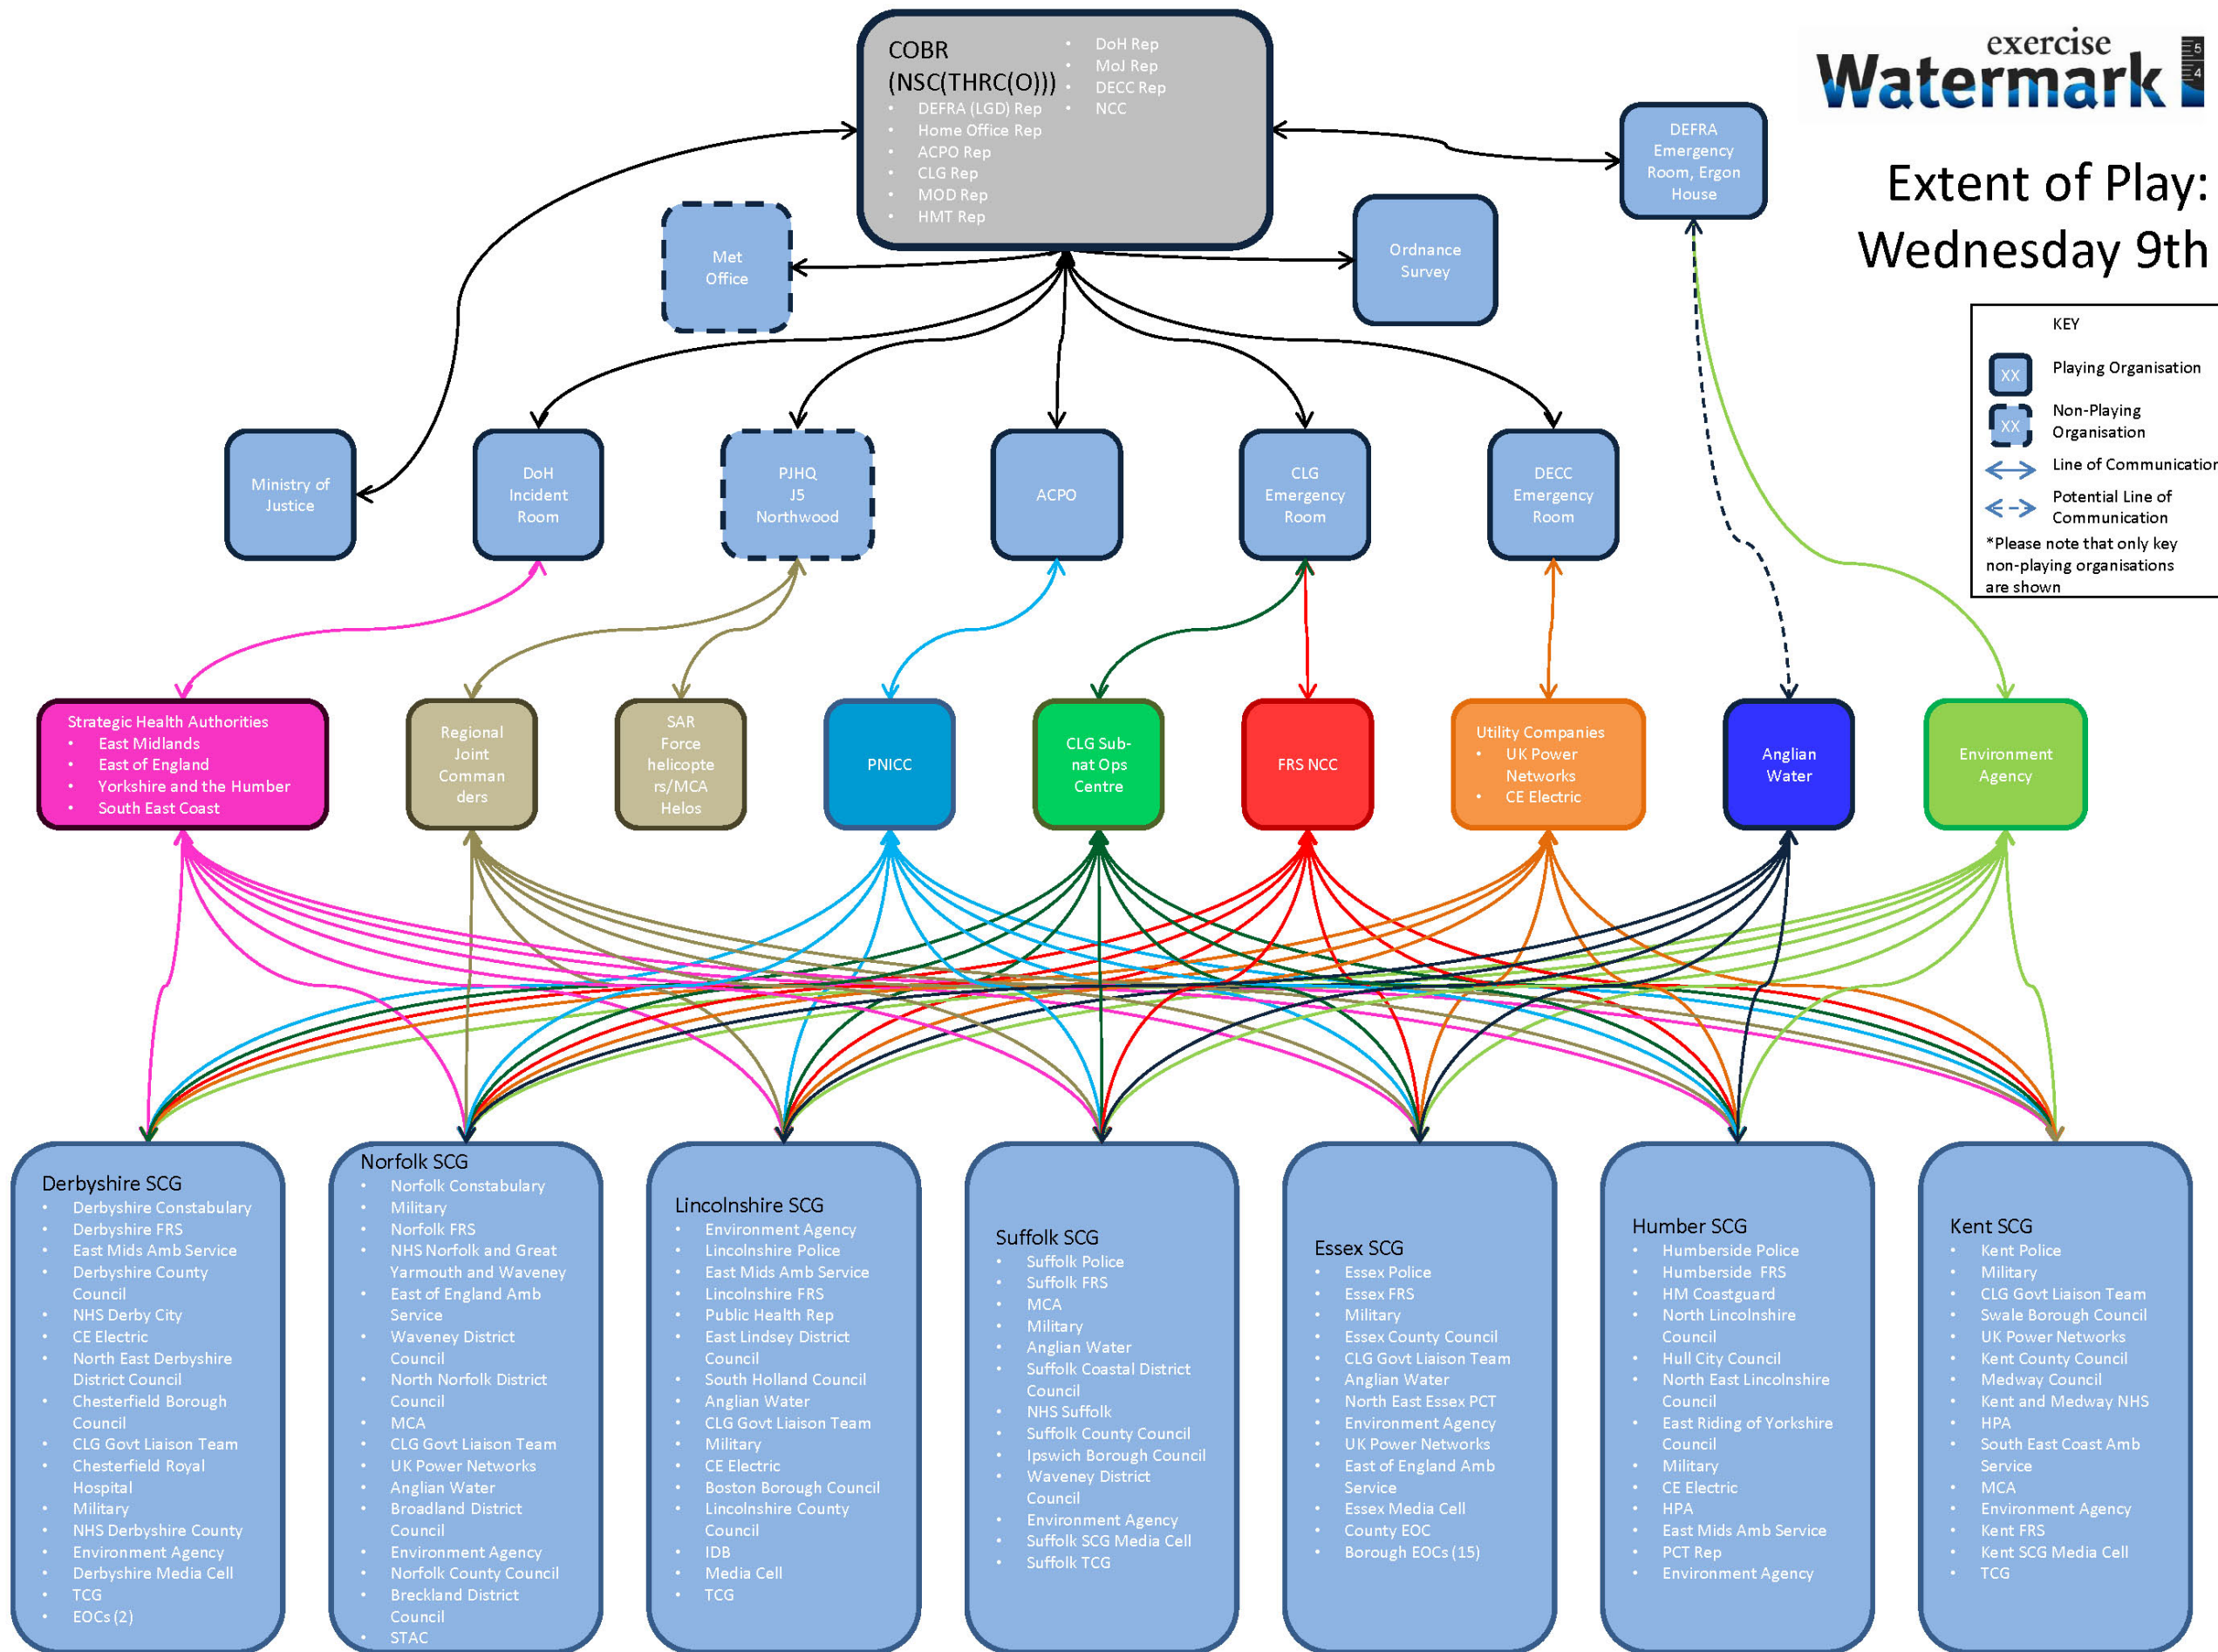 COBR
(NSC(THRC(O)))
• DEFRA (LGD) Rep
• Home Office Rep
• ACPO Rep
• CLG Rep
• MOD Rep
• HMT Rep
• DoH Rep
• MoJ Rep
• DECC Rep
• NCC
exercise
Watermark
5
4
Extent of Play:
Wednesday 9th
DEFRA
Emergency
Room, Ergon
House
Met
Office
Ordnance
Survey
KEY
XX
Playing Organisation
XX
Non-Playing
Organisation
Line of Communication
Potential Line of
Communication
*Please note that only key
non-playing organisations
are shown
Ministry of
Justice
DoH
Incident
Room
PJHQ
J5
Northwood
ACPO
CLG
Emergency
Room
DECC
Emergency
Room
Strategic Health Authorities
• East Midlands
• East of England
• Yorkshire and the Humber
• South East Coast
Regional
Joint
Comman
ders
SAR
Force
helicopte
rs/MCA
Helos
PNICC
CLG Sub-
nat Ops
Centre
FRS NCC
Utility Companies
• UK Power
Networks
• CE Electric
Anglian
Water
Environment
Agency
Derbyshire SCG
• Derbyshire Constabulary
• Derbyshire FRS
• East Mids Amb Service
• Derbyshire County
Council
• NHS Derby City
• CE Electric
• North East Derbyshire
District Council
• Chesterfield Borough
Council
• CLG Govt Liaison Team
• Chesterfield Royal
Hospital
• Military
• NHS Derbyshire County
• Environment Agency
• Derbyshire Media Cell
• TCG
• EOCs (2)
Norfolk SCG
• Norfolk Constabulary
• Military
• Norfolk FRS
• NHS Norfolk and Great
Yarmouth and Waveney
• East of England Amb
Service
• Waveney District
Council
• North Norfolk District
Council
• MCA
• CLG Govt Liaison Team
• UK Power Networks
• Anglian Water
• Broadland District
Council
• Environment Agency
• Norfolk County Council
• Breckland District
Council
• STAC
Lincolnshire SCG
• Environment Agency
• Lincolnshire Police
• East Mids Amb Service
• Lincolnshire FRS
• Public Health Rep
• East Lindsey District
Council
• South Holland Council
• Anglian Water
• CLG Govt Liaison Team
• Military
• CE Electric
• Boston Borough Council
• Lincolnshire County
Council
• IDB
• Media Cell
• TCG
Suffolk SCG
• Suffolk Police
• Suffolk FRS
• MCA
• Military
• Anglian Water
• Suffolk Coastal District
Council
• NHS Suffolk
• Suffolk County Council
• Ipswich Borough Council
• Waveney District
Council
• Environment Agency
• Suffolk SCG Media Cell
• Suffolk TCG
Essex SCG
• Essex Police
• Essex FRS
• Military
• Essex County Council
• CLG Govt Liaison Team
• Anglian Water
• North East Essex PCT
• Environment Agency
• UK Power Networks
• East of England Amb
Service
• Essex Media Cell
• County EOC
• Borough EOCs (15)
Humber SCG
• Humberside Police
• Humberside FRS
• HM Coastguard
• North Lincolnshire
Council
• Hull City Council
• North East Lincolnshire
Council
• East Riding of Yorkshire
Council
• Military
• CE Electric
• HPA
• East Mids Amb Service
• PCT Rep
• Environment Agency
Kent SCG
• Kent Police
• Military
• CLG Govt Liaison Team
• Swale Borough Council
• UK Power Networks
• Kent County Council
• Medway Council
• Kent and Medway NHS
• HPA
• South East Coast Amb
Service
• MCA
• Environment Agency
• Kent FRS
• Kent SCG Media Cell
• TCG